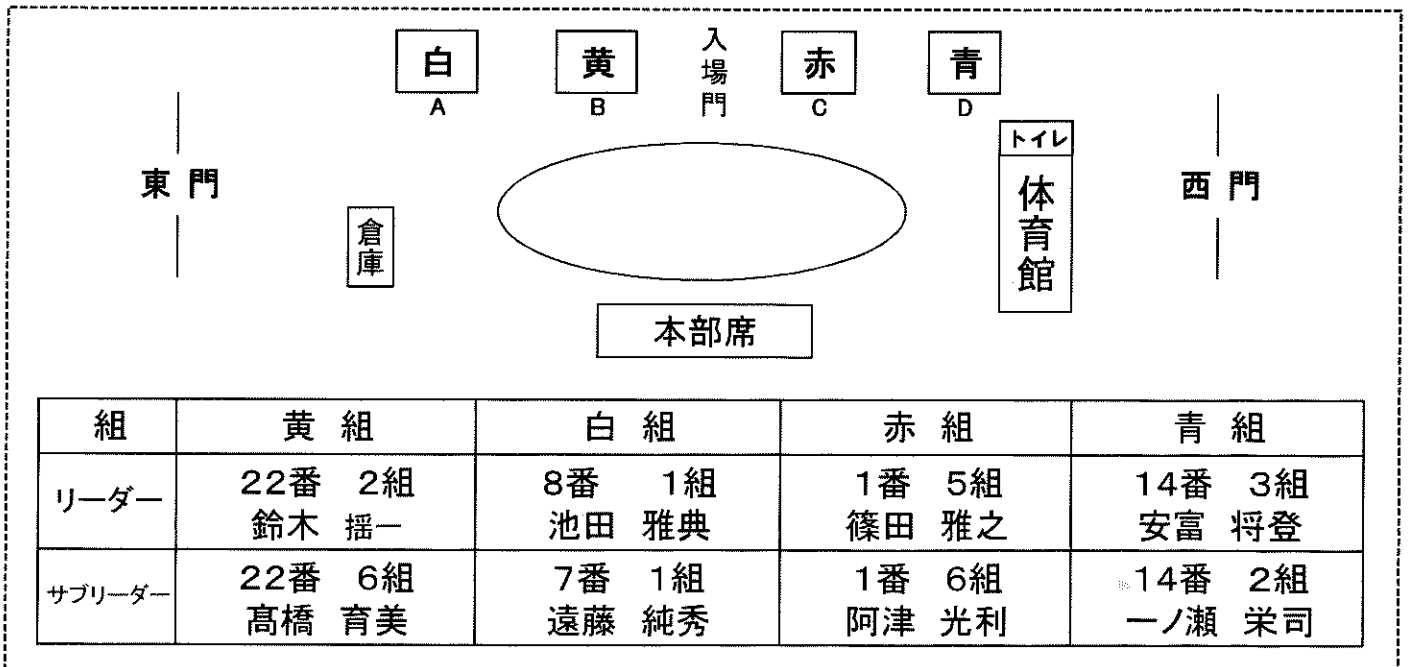 白 黄 入場門 赤 青
A B C D
トイレ
東門
西門
体育館
倉庫
本部席
組 黄組 白組 赤組 青組
リーダー
22番 2組 8番 1組 1番 5組 14番 3組
鈴木 揺一 池田 雅典 篠田 雅之 安富 将登
サブリーダー
22番 6組 7番 1組 1番 6組 14番 2組
髙橋 育美 遠藤 純秀 阿津 光利 一ノ瀬 栄司